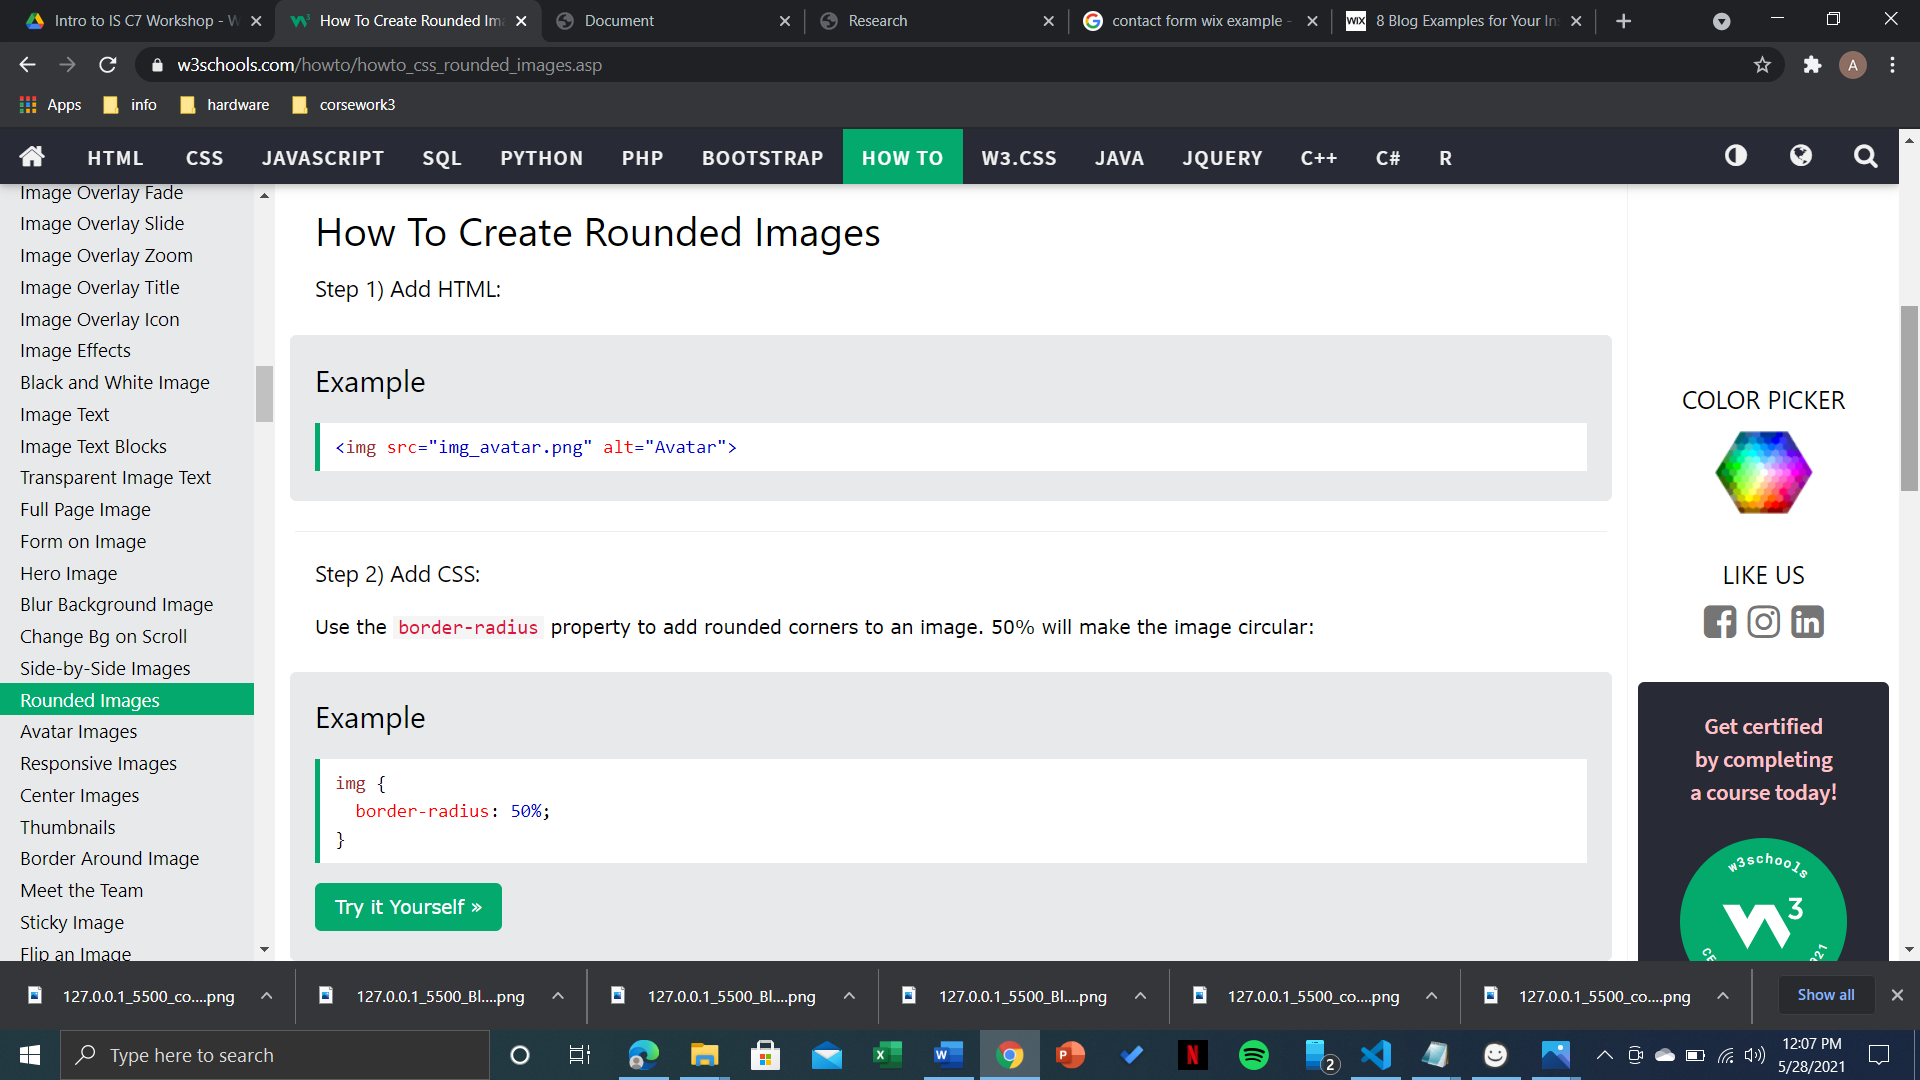 Intro to IS C7 Workshop - W
How To Create Rounded Ima
Document
Research
contact form wix example -
WIX
8 Blog Examples for Your In
w3schools.com/howto/howto_css_rounded_images.asp
A
Apps
info
hardware
corsework3
HTML
CSS
JAVASCRIPT
SQL
PYTHON
PHP
BOOTSTRAP
HOW TO
W3.CSS
JAVA
JQUERY
C++
C#
R
Image Overlay Fade
Image Overlay Slide
Image Overlay Zoom
Image Overlay Title
Image Overlay Icon
Image Effects
Black and White Image
Image Text
Image Text Blocks
Transparent Image Text
Full Page Image
Form on Image
Hero Image
Blur Background Image
Change Bg on Scroll
Side-by-Side Images
Rounded Images
Avatar Images
Responsive Images
Center Images
Thumbnails
Border Around Image
Meet the Team
Sticky Image
Flip an Image
How To Create Rounded Images
Step 1) Add HTML:
Example
<img src="img_avatar.png" alt="Avatar">
Step 2) Add CSS:
Use the border-radius property to add rounded corners to an image. 50% will make the image circular:
Example
img {
border-radius: 50%;
}
Try it Yourself »
COLOR PICKER
LIKE US
Get certified
by completing
a course today!
w3schools
W3
CE
2021
127.0.0.1_5500_co....png
127.0.0.1_5500_Bl....png
127.0.0.1_5500_Bl....png
127.0.0.1_5500_Bl....png
127.0.0.1_5500_co....png
127.0.0.1_5500_co....png
Show all
Type here to search
2
12:07 PM
5/28/2021